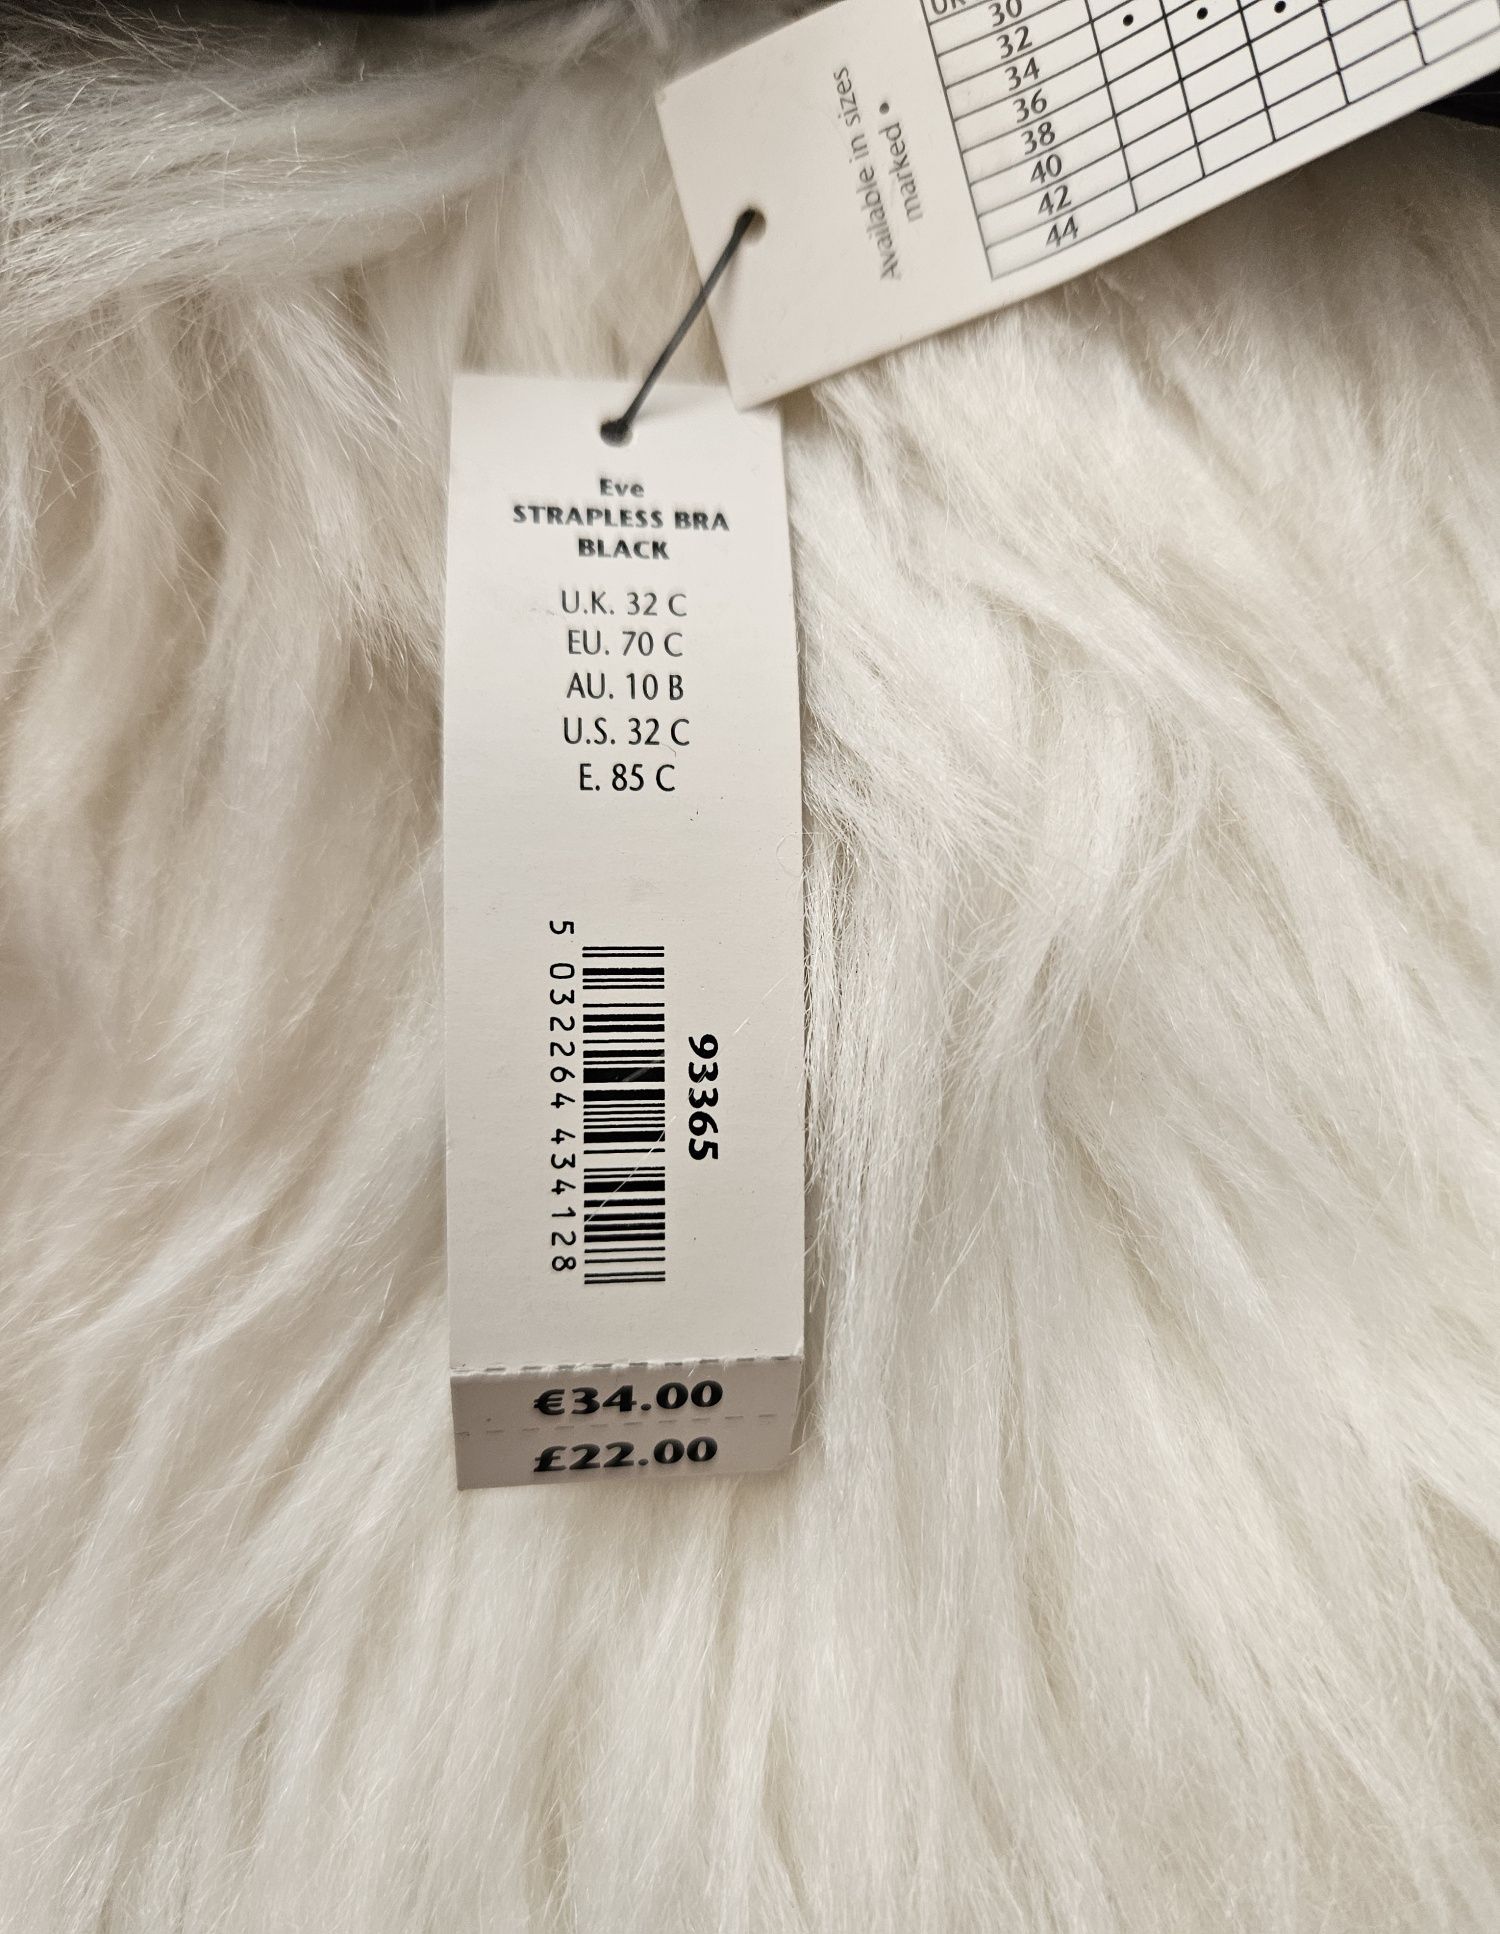 Eve
STRAPLESS BRA
BLACK
U.K. 32 C
EU. 70 C
AU. 10 B
U.S. 32 C
E. 85 C
5 032264 434128
93365
€34.00
£22.00
Available in sizes
marked •
30
32
34
36
38
40
42
44